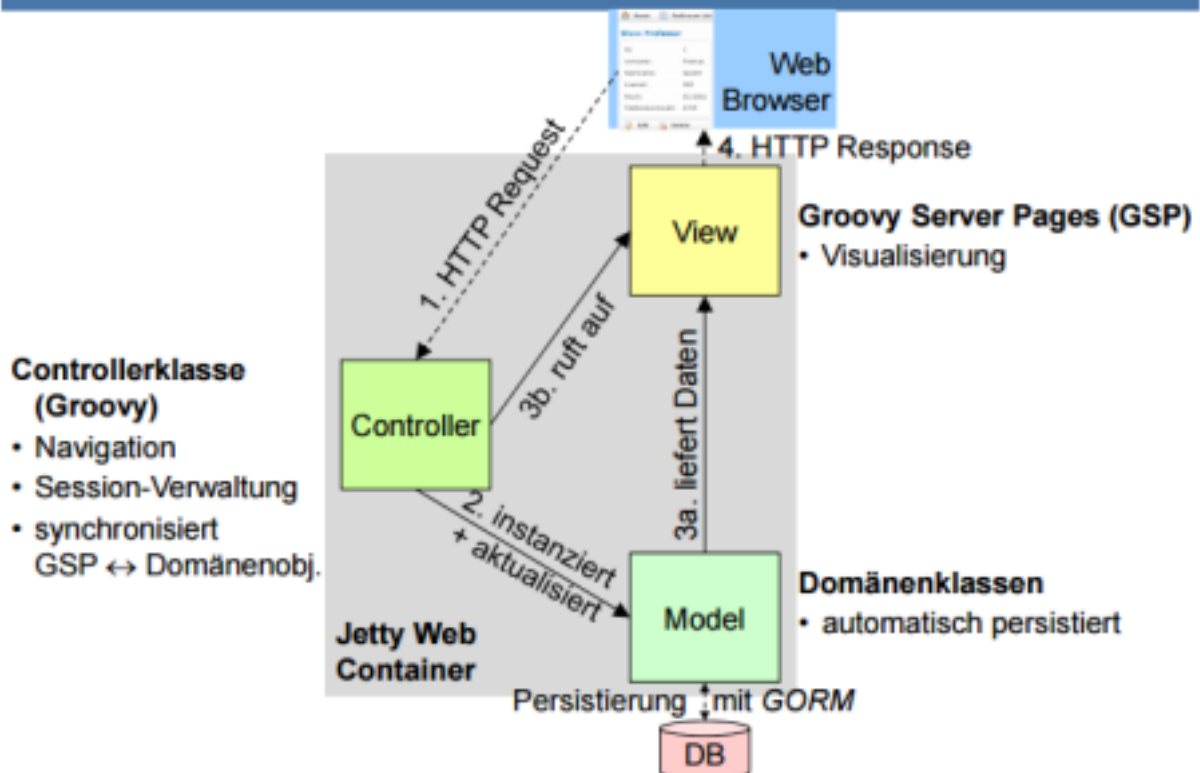 Web
Browser
1. HTTP Request
4. HTTP Response
View
Groovy Server Pages (GSP)
• Visualisierung
3b. ruft auf
3a. liefert Daten
Controllerklasse
(Groovy)
• Navigation
• Session-Verwaltung
• synchronisiert
GSP ↔ Domänenobj.
Controller
2. instanziert
+ aktualisiert
Jetty Web
Container
Model
Domänenklassen
• automatisch persistiert
Persistierung mit GORM
DB